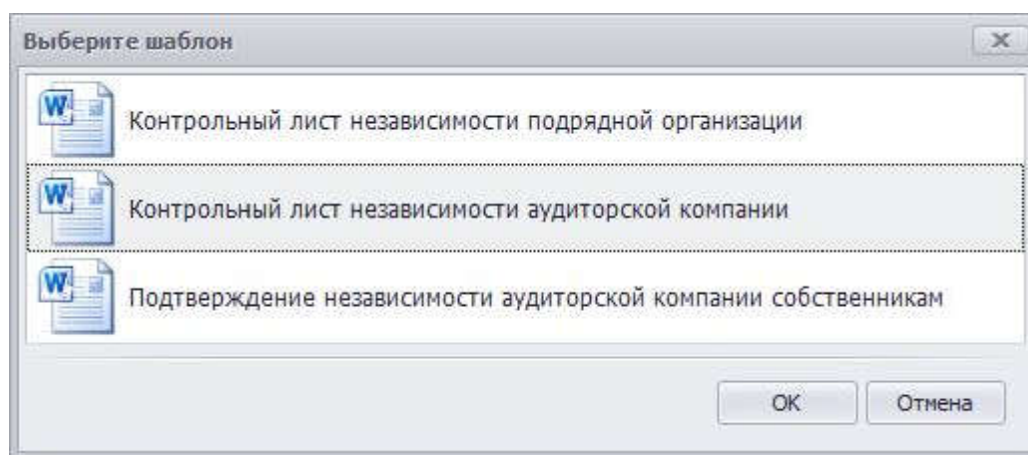 Выберите шаблон
Контрольный лист независимости подрядной организации
Контрольный лист независимости аудиторской компании
Подтверждение независимости аудиторской компании собственникам
OK Отмена